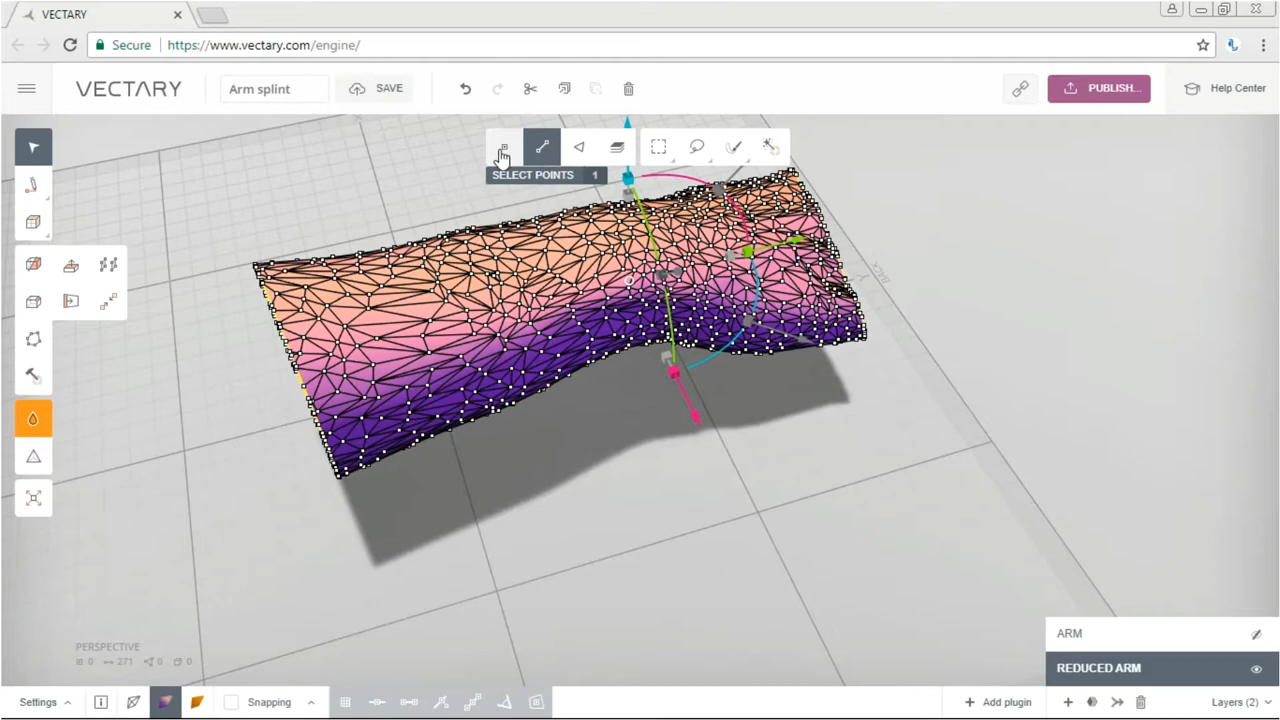 VECTARY
Secure https://www.vectary.com/engine/
VECTARY Arm splint SAVE PUBLISH... Help Center
SELECT POINTS 1
BACK
ARM
PERSPECTIVE
0 271 0 0
REDUCED ARM
Settings Snapping Add plugin Layers (2)